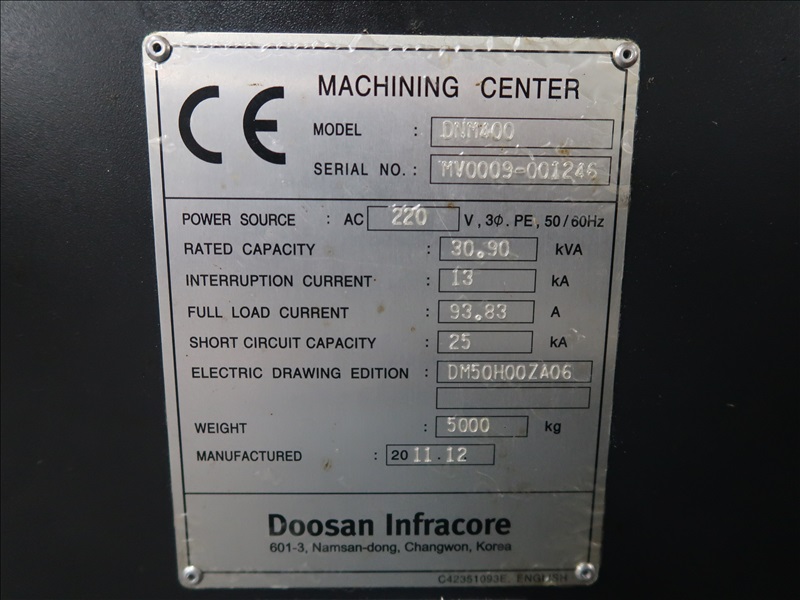 CE
MACHINING CENTER
MODEL : DNM400
SERIAL NO. : MV0009-001246
POWER SOURCE : AC 220 V, 3Φ. PE, 50/60Hz
RATED CAPACITY : 30.90 kVA
INTERRUPTION CURRENT : 13 kA
FULL LOAD CURRENT : 93.83 A
SHORT CIRCUIT CAPACITY : 25 kA
ELECTRIC DRAWING EDITION : DM50H00ZA06
WEIGHT : 5000 kg
MANUFACTURED : 2011.12
Doosan Infracore
601-3, Namsan-dong, Changwon, Korea
C42351093E, ENGLISH